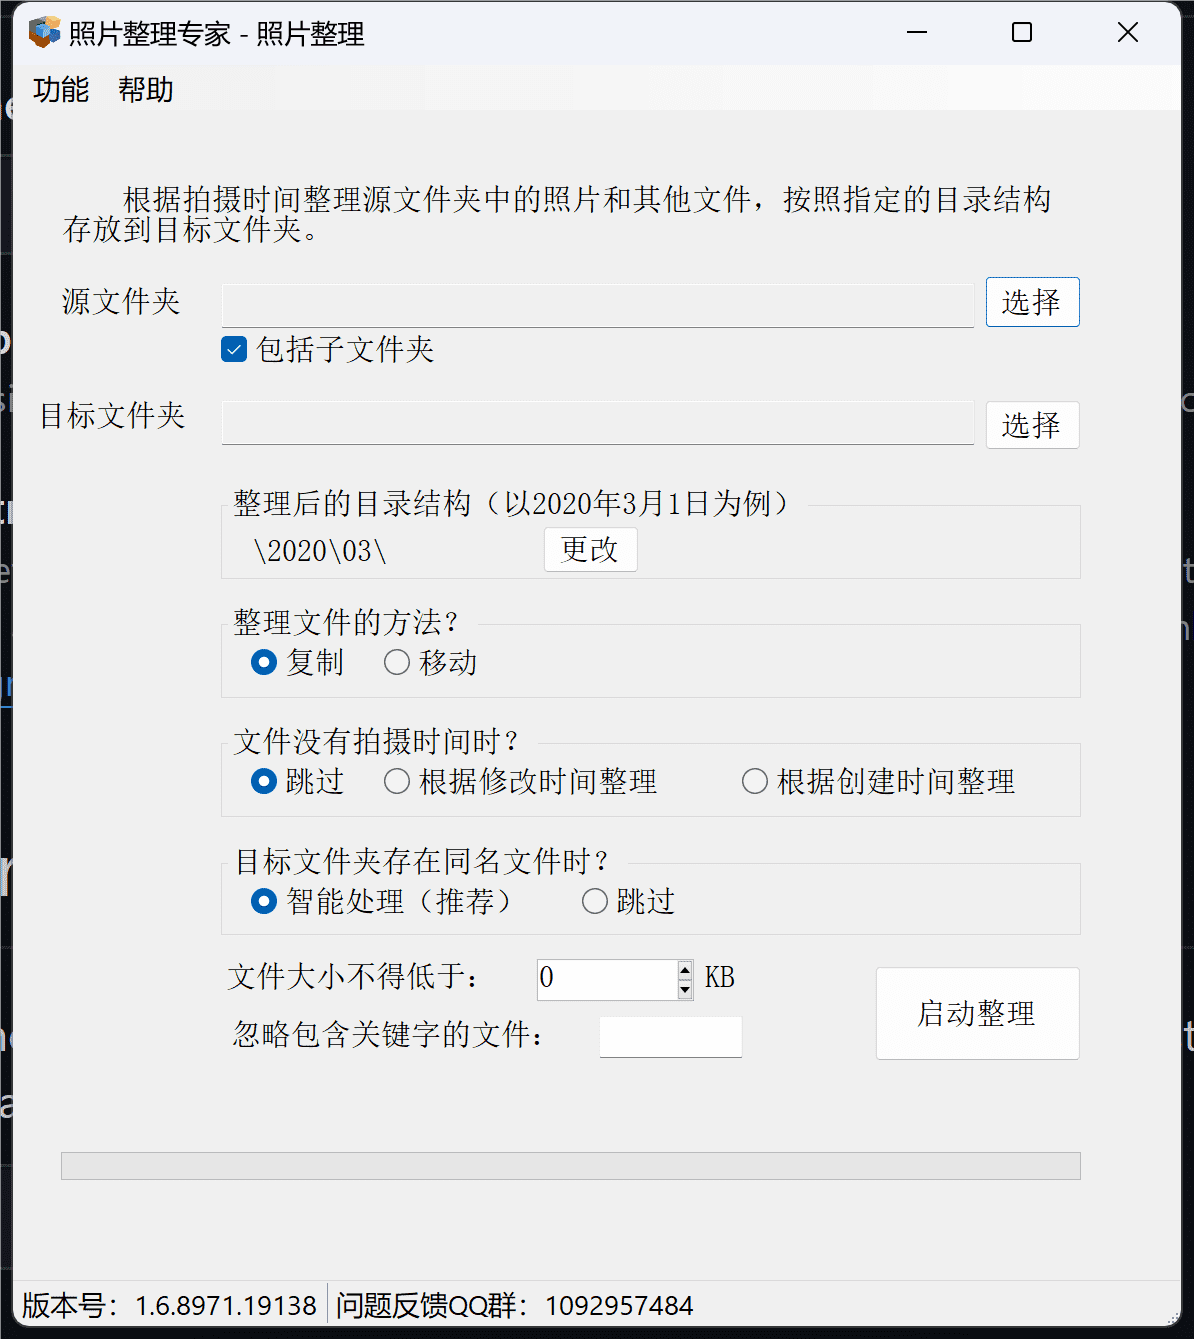 照片整理专家 - 照片整理
功能 帮助
根据拍摄时间整理源文件夹中的照片和其他文件，按照指定的目录结构
存放到目标文件夹。
源文件夹 选择
包括子文件夹
目标文件夹 选择
整理后的目录结构（以2020年3月1日为例）
\2020\03\ 更改
整理文件的方法？
复制 移动
文件没有拍摄时间时？
跳过 根据修改时间整理 根据创建时间整理
目标文件夹存在同名文件时？
智能处理（推荐） 跳过
文件大小不得低于： 0 KB
忽略包含关键字的文件：
启动整理
版本号：1.6.8971.19138 问题反馈QQ群：1092957484